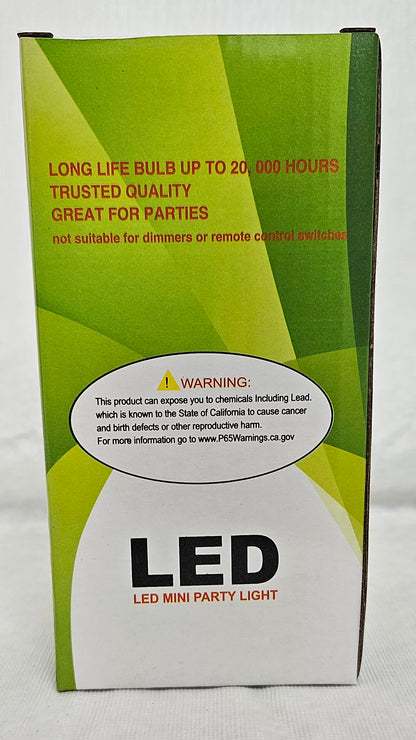 LONG LIFE BULB UP TO 20, 000 HOURS
TRUSTED QUALITY
GREAT FOR PARTIES
not suitable for dimmers or remote control switches
! WARNING:
This product can expose you to chemicals Including Lead.
which is known to the State of California to cause cancer
and birth defects or other reproductive harm.
For more information go to www.P65Warnings.ca.gov
LED
LED MINI PARTY LIGHT